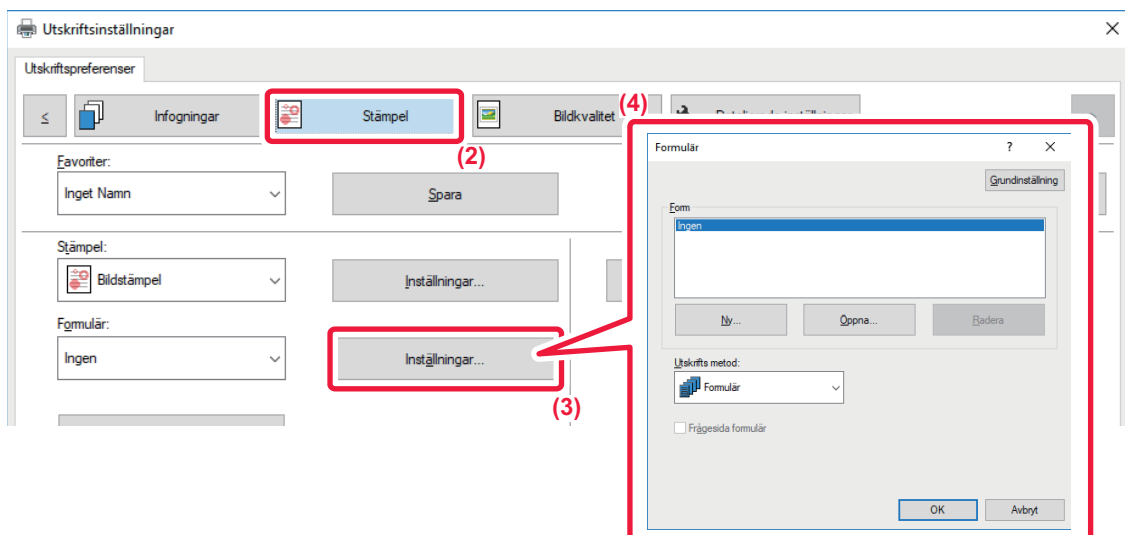 Utskriftsinställningar
Utskriftspreferenser
< Infogningar Stämpel Bildkvalitet
(2)
(4)
Favoriter:
Inget Namn Spara
Stämpel:
Bildstämpel Inställningar...
Formulär:
Ingen Inställningar...
(3)
Formulär ? ×
Grundinställning
Form
Ingen
Ny... Öppna... Radera
Utskrifts metod:
Formulär
Frågesida formulär
OK Avbryt